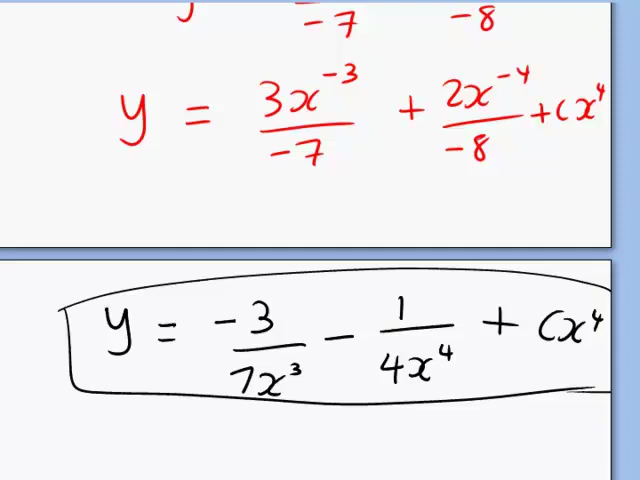 y -7 -8
y = 3x^-3/-7 + 2x^-4/-8 + Cx^4
y = -3/7x^3 - 1/4x^4 + Cx^4